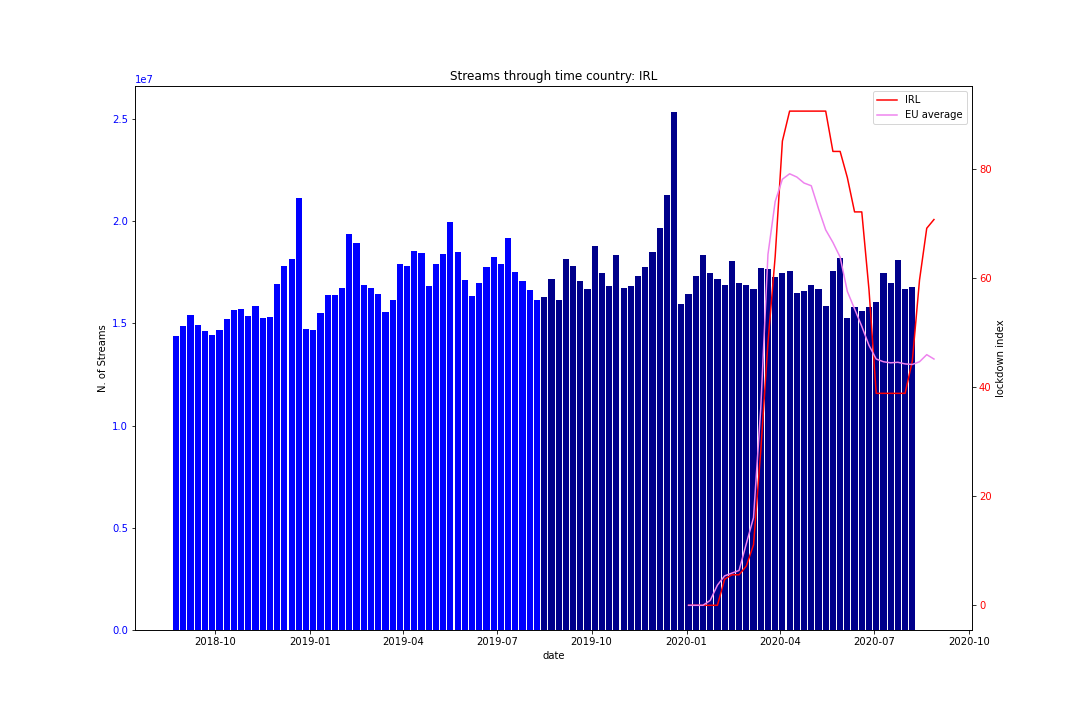 Streams through time country: IRL
1e7
IRL
EU average
2.5
2.0
1.5
1.0
0.5
0.0
N. of Streams
80
60
40
20
0
lockdown index
2018-10
2019-01
2019-04
2019-07
2019-10
2020-01
2020-04
2020-07
2020-10
date